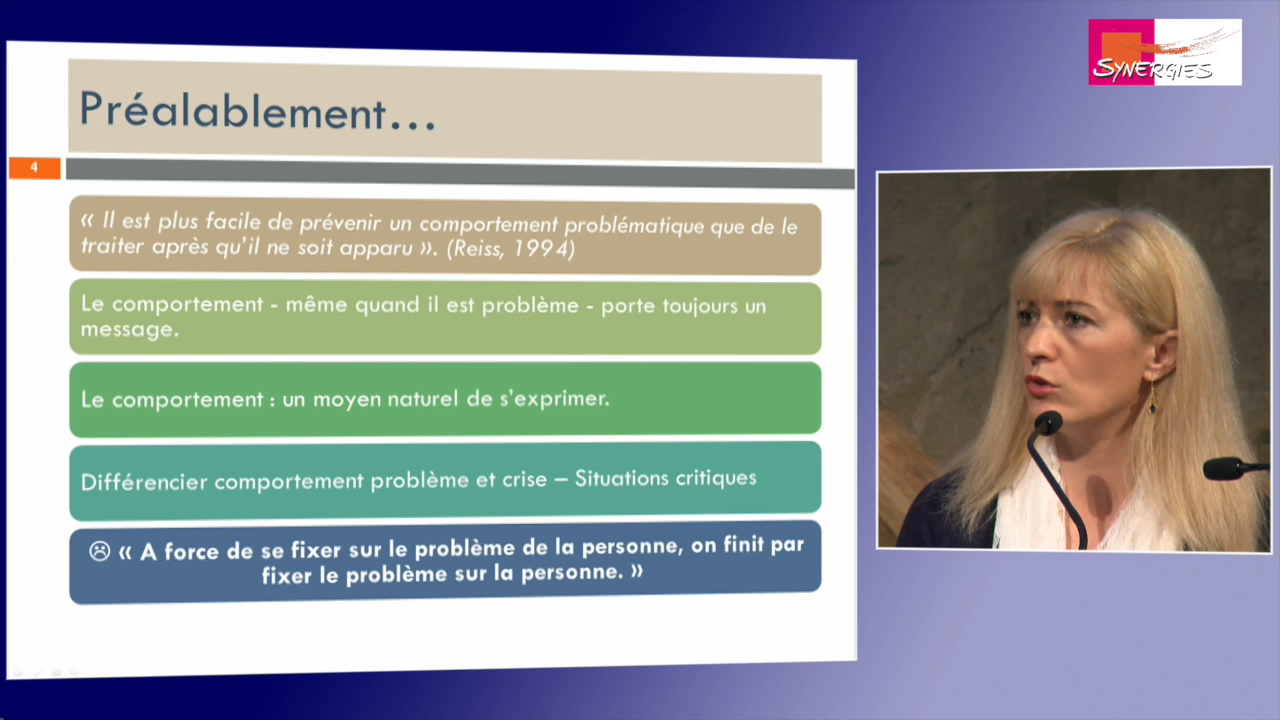 SYNERGIES
Préalablement...
4
« Il est plus facile de prévenir un comportement problématique que de le
traiter après qu'il ne soit apparu ». (Reiss, 1994)
Le comportement - même quand il est problème - porte toujours un
message.
Le comportement : un moyen naturel de s'exprimer.
Différencier comportement problème et crise – Situations critiques
☹ « A force de se fixer sur le problème de la personne, on finit par
fixer le problème sur la personne. »